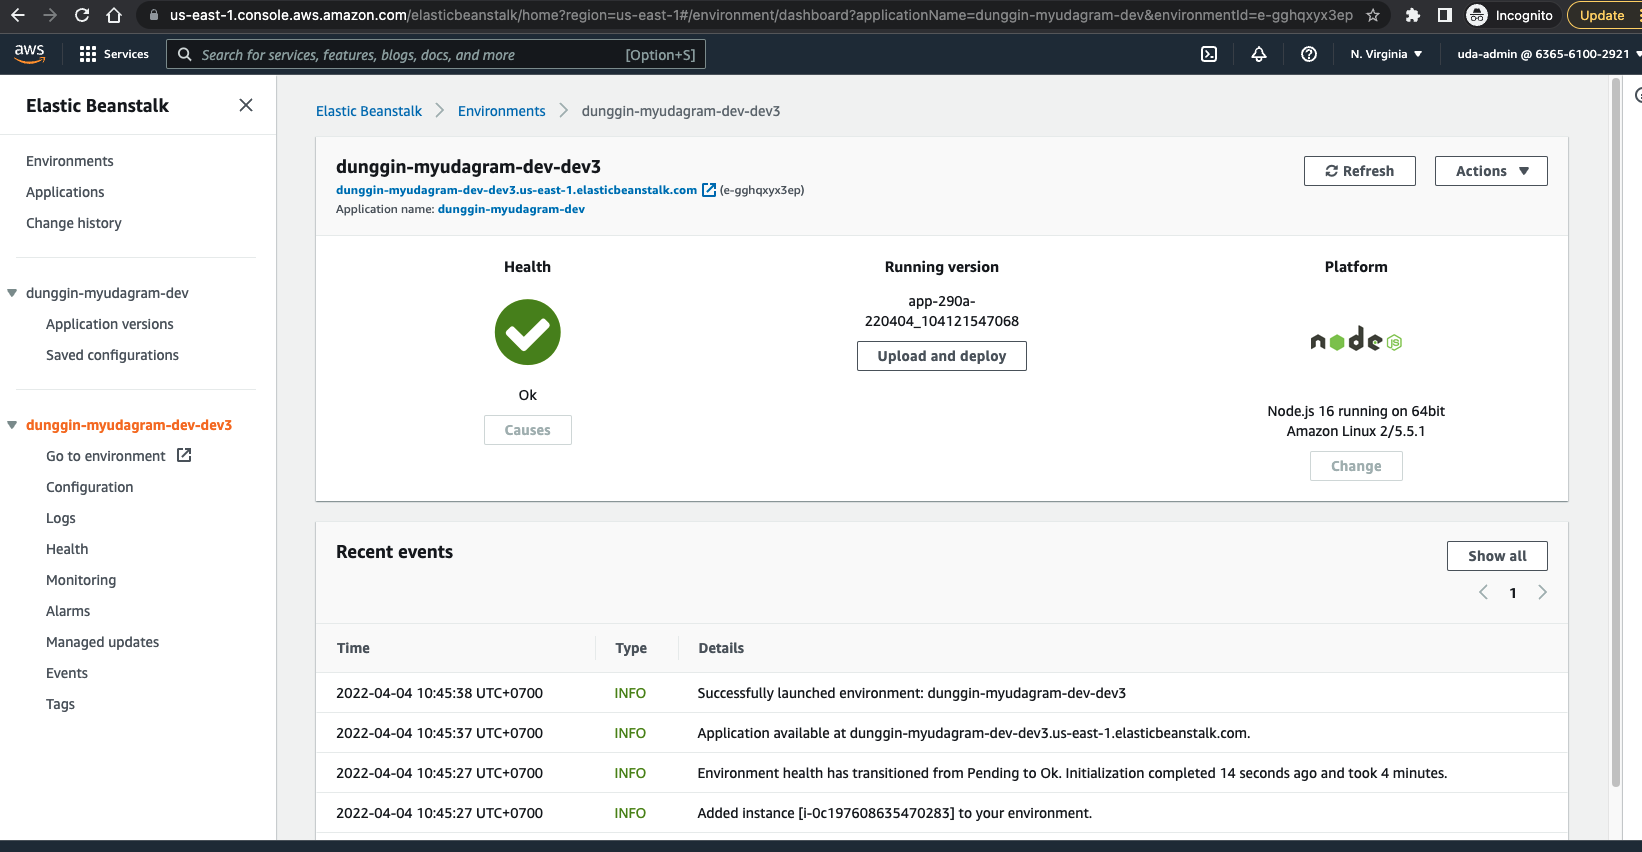 us-east-1.console.aws.amazon.com/elasticbeanstalk/home?region=us-east-1#/environment/dashboard?applicationName=dunggin-myudagram-dev&environmentId=e-gghqxyx3ep
Incognito
Update
aws
Services
Search for services, features, blogs, docs, and more
[Option+S]
N. Virginia
uda-admin @ 6365-6100-2921
Elastic Beanstalk
Environments
Applications
Change history
dunggin-myudagram-dev
Application versions
Saved configurations
dunggin-myudagram-dev-dev3
Go to environment
Configuration
Logs
Health
Monitoring
Alarms
Managed updates
Events
Tags
Elastic Beanstalk > Environments > dunggin-myudagram-dev-dev3
dunggin-myudagram-dev-dev3
dunggin-myudagram-dev-dev3.us-east-1.elasticbeanstalk.com (e-gghqxyx3ep)
Application name: dunggin-myudagram-dev
Refresh
Actions
Health
Ok
Causes
Running version
app-290a-
220404_104121547068
Upload and deploy
Platform
node JS
Node.js 16 running on 64bit
Amazon Linux 2/5.5.1
Change
Recent events
Show all
1
Time Type Details
2022-04-04 10:45:38 UTC+0700 INFO Successfully launched environment: dunggin-myudagram-dev-dev3
2022-04-04 10:45:37 UTC+0700 INFO Application available at dunggin-myudagram-dev-dev3.us-east-1.elasticbeanstalk.com.
2022-04-04 10:45:27 UTC+0700 INFO Environment health has transitioned from Pending to Ok. Initialization completed 14 seconds ago and took 4 minutes.
2022-04-04 10:45:27 UTC+0700 INFO Added instance [i-0c197608635470283] to your environment.